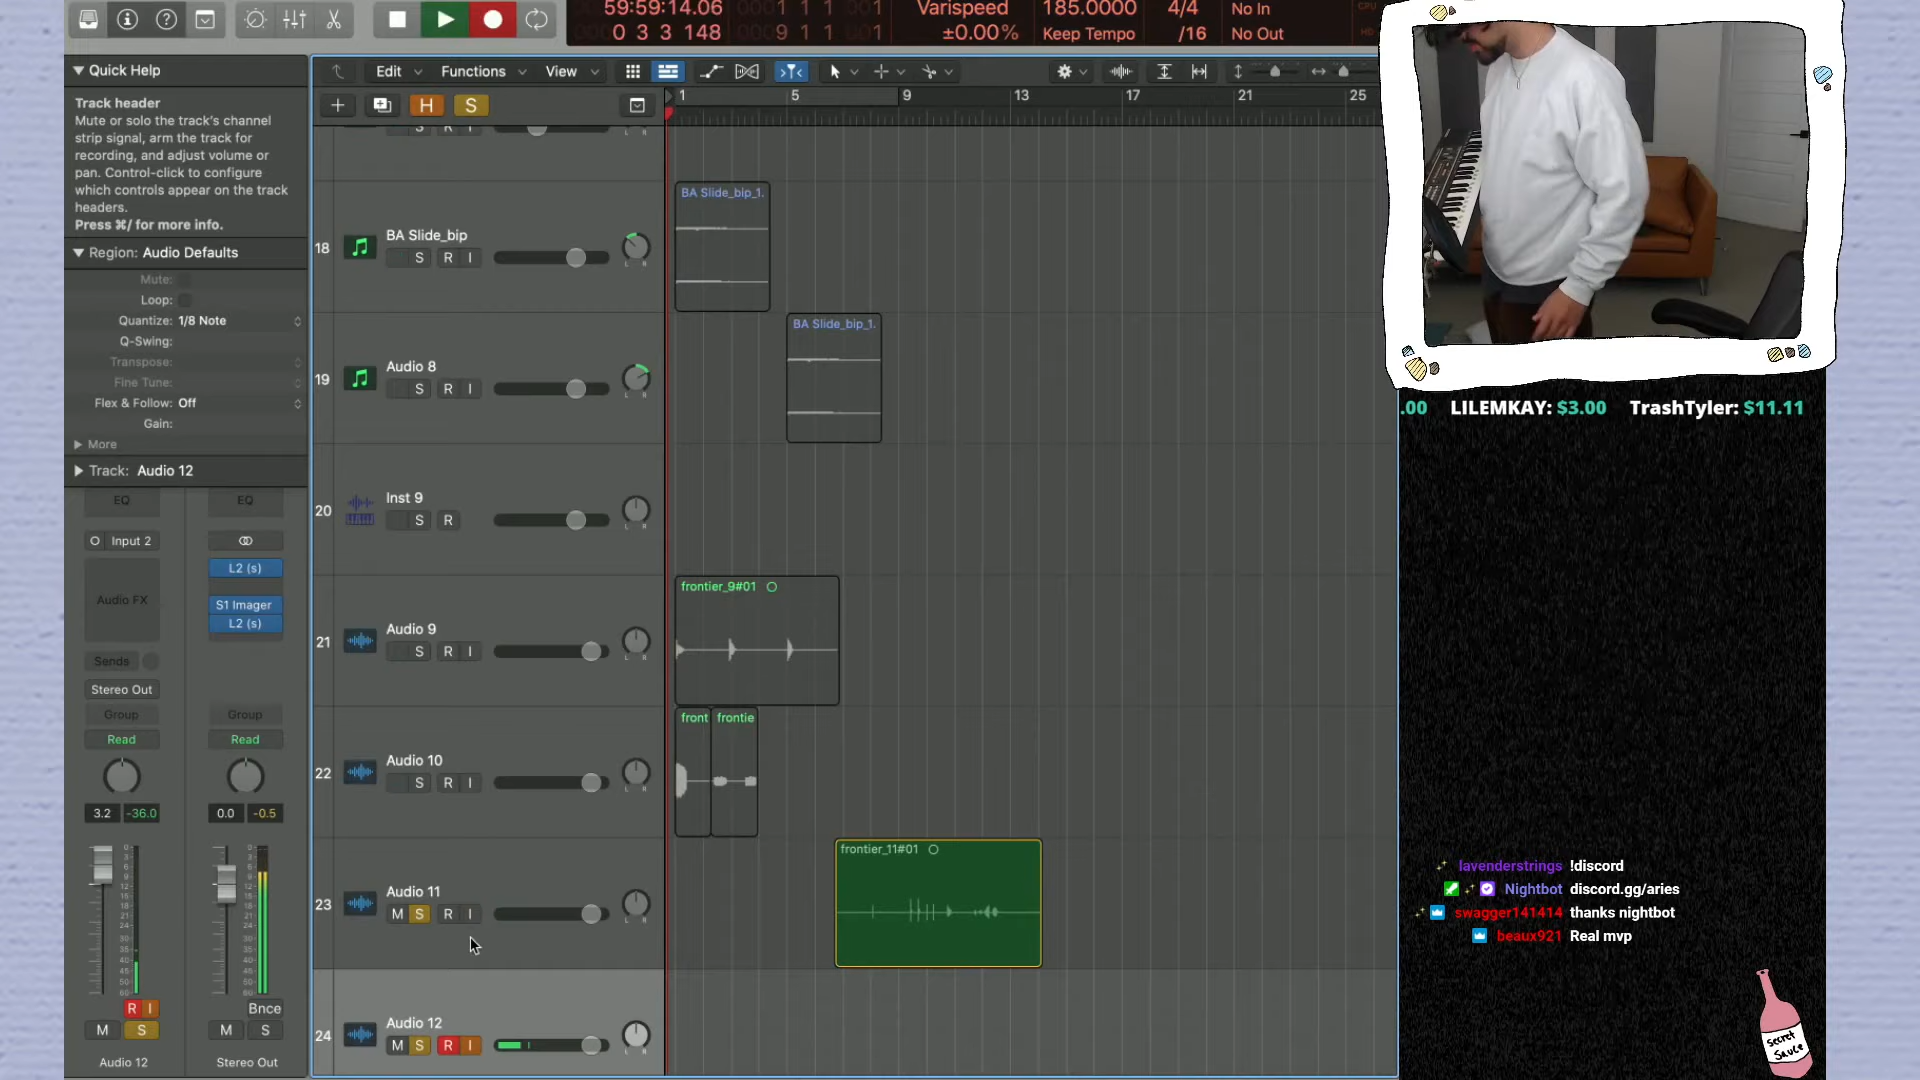 59:59:14.06
0 3 3 148
9 1 1
Varispeed
±0.00%
185.0000
Keep Tempo
4/4
/16
No In
No Out
Quick Help
Track header
Mute or solo the track's channel
strip signal, arm the track for
recording, and adjust volume or
pan. Control-click to configure
which controls appear on the track
headers.
Press ⌘/ for more info.
Region: Audio Defaults
Mute:
Loop:
Quantize: 1/8 Note
Q-Swing:
Transpose:
Fine Tune:
Flex & Follow: Off
Gain:
More
Track: Audio 12
EQ
EQ
Input 2
L2 (s)
Audio FX
S1 Imager
L2 (s)
Sends
Stereo Out
Group
Group
Read
Read
3.2 -36.0
0.0 -0.5
R I
Bnce
M S
M S
Audio 12
Stereo Out
Edit Functions View
H S
1 5 9 13 17 21 25
S R I
18 BA Slide_bip
S R I
BA Slide_bip_1.
19 Audio 8
S R I
BA Slide_bip_1.
20 Inst 9
S R
21 Audio 9
S R I
frontier_9#01
22 Audio 10
S R I
front frontie
23 Audio 11
M S R I
frontier_11#01
24 Audio 12
M S R I
.00 LILEMKAY: $3.00 TrashTyler: $11.11
lavenderstrings !discord
Nightbot discord.gg/aries
swagger141414 thanks nightbot
beaux921 Real mvp
Secret
Sauce